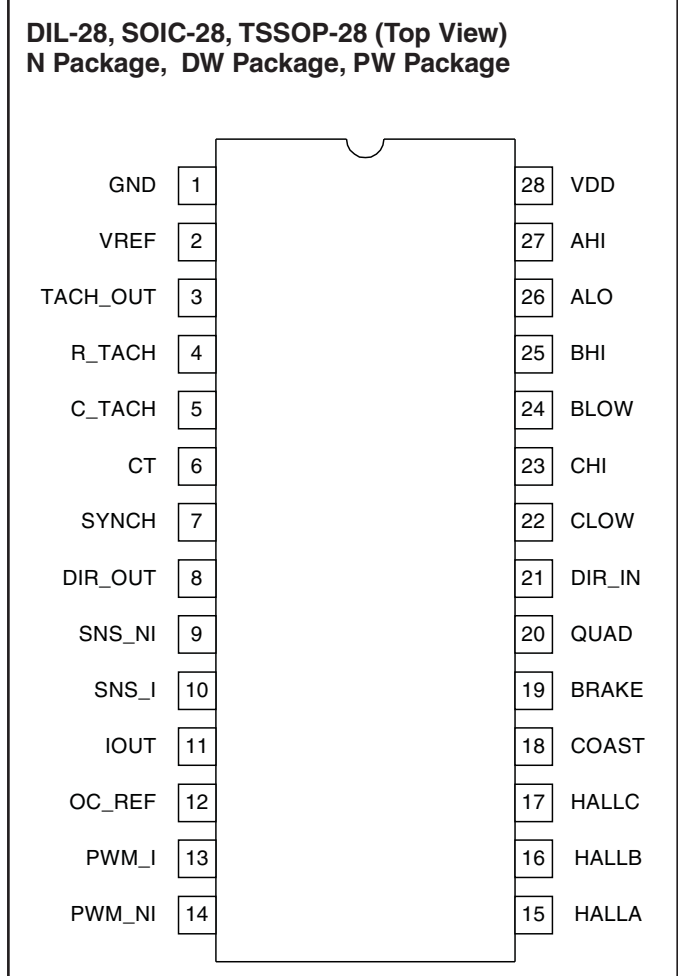 DIL-28, SOIC-28, TSSOP-28 (Top View)
N Package, DW Package, PW Package
GND 1 28 VDD
VREF 2 27 AHI
TACH_OUT 3 26 ALO
R_TACH 4 25 BHI
C_TACH 5 24 BLOW
CT 6 23 CHI
SYNCH 7 22 CLOW
DIR_OUT 8 21 DIR_IN
SNS_NI 9 20 QUAD
SNS_I 10 19 BRAKE
IOUT 11 18 COAST
OC_REF 12 17 HALLC
PWM_I 13 16 HALLB
PWM_NI 14 15 HALLA